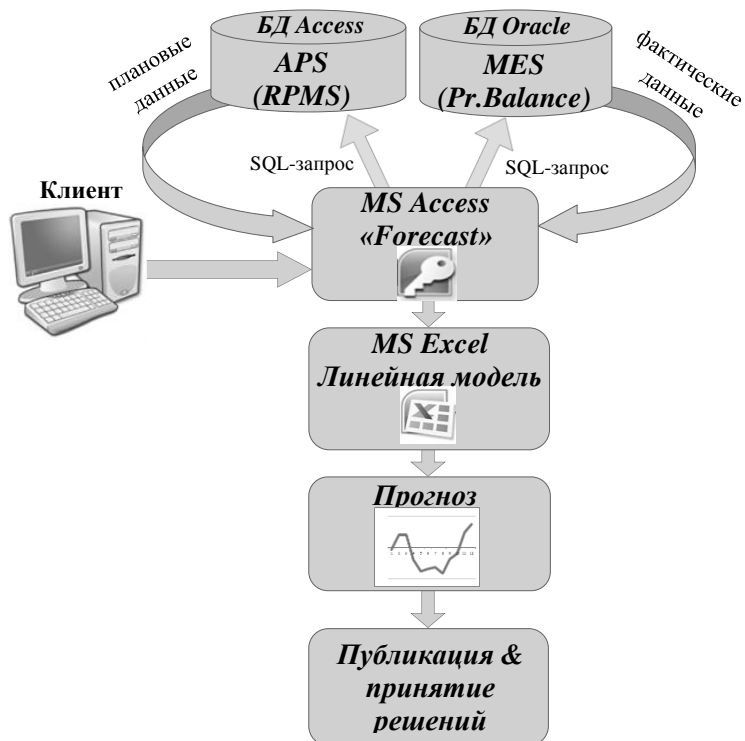 БД Access
APS
(RPMS)
БД Oracle
MES
(Pr.Balance)
плановые
данные
фактические
данные
SQL-запрос
SQL-запрос
Клиент
MS Access
«Forecast»
MS Excel
Линейная модель
Прогноз
Публикация &
принятие
решений